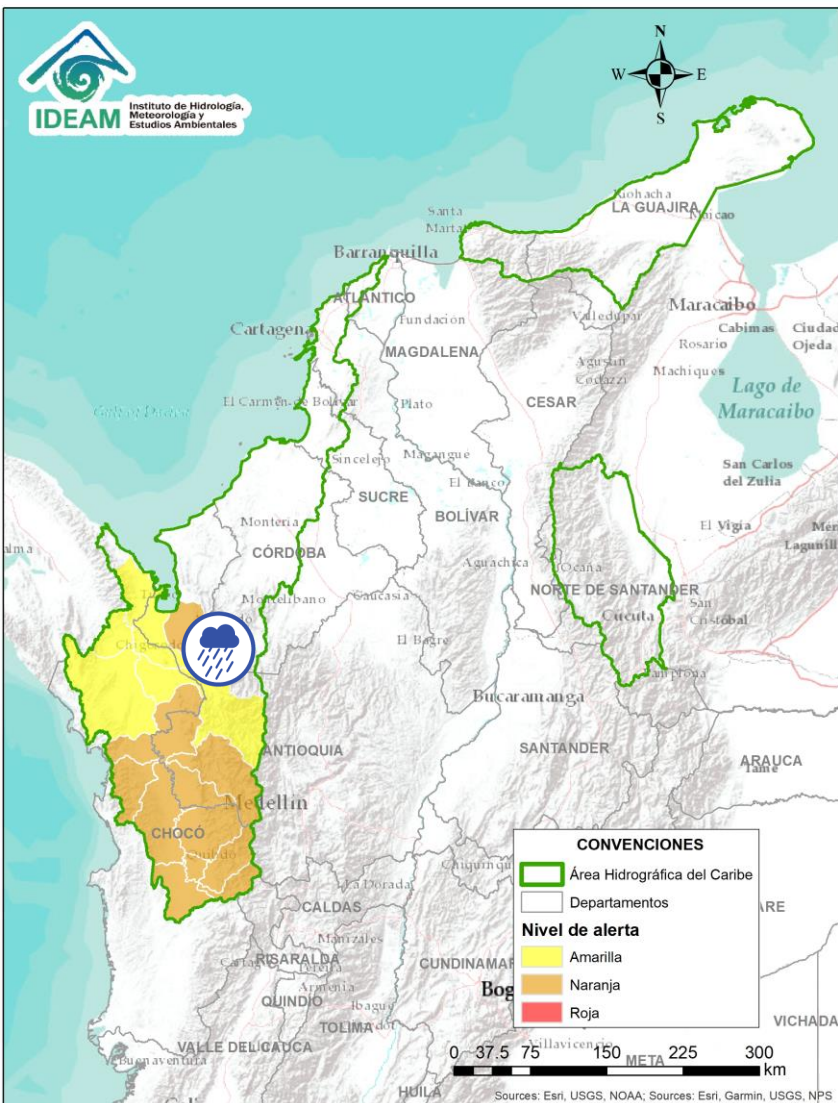 IDEAM
Instituto de Hidrología,
Meteorología y
Estudios Ambientales
N
W
E
S
Riohacha
LA GUAJIRA
Maicao
Santa
Marta
Barranquilla
ATLÁNTICO
Maracaibo
Cartagena
Fundación
Valledupar
Cabimas
Ciudad
Ojeda
MAGDALENA
Rosario
Agustín
Codazzi
Machiques
CESAR
Lago de
Maracaibo
El Carmen de Bolívar
Plato
Sincelejo
Magangué
San Carlos
del Zulia
SUCRE
El Banco
BOLÍVAR
Montería
El Vigía
CÓRDOBA
Aguachica
Ocaña
NORTE DE SANTANDER
Montelibano
Caucasia
Cúcuta
San
Cristóbal
El Bagre
Pamplona
Bucaramanga
ANTIOQUIA
SANTANDER
ARAUCA
Tame
Medellín
CHOCÓ
Quibdó
La Dorada
CALDAS
Manizales
RISARALDA
Pereira
Armenia
CUNDINAMAR
QUINDÍO
Ibagué
Bog
TOLIMA
VICHADA
VALLE DEL CAUCA
Villavicencio
Buenaventura
META
HUILA
CONVENCIONES
Área Hidrográfica del Caribe
Departamentos
Nivel de alerta
Amarilla
Naranja
Roja
0 37.5 75 150 225 300
km
Sources: Esri, USGS, NOAA; Sources: Esri, Garmin, USGS, NPS